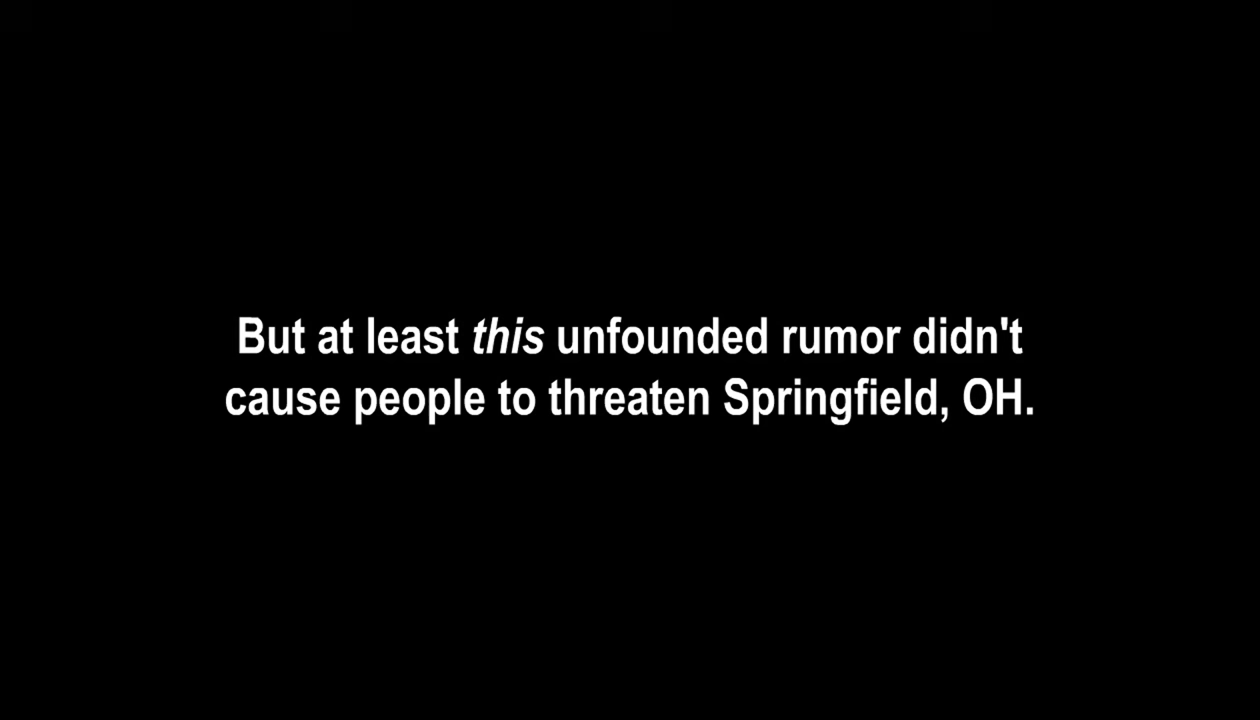 But at least this unfounded rumor didn't
cause people to threaten Springfield, OH.